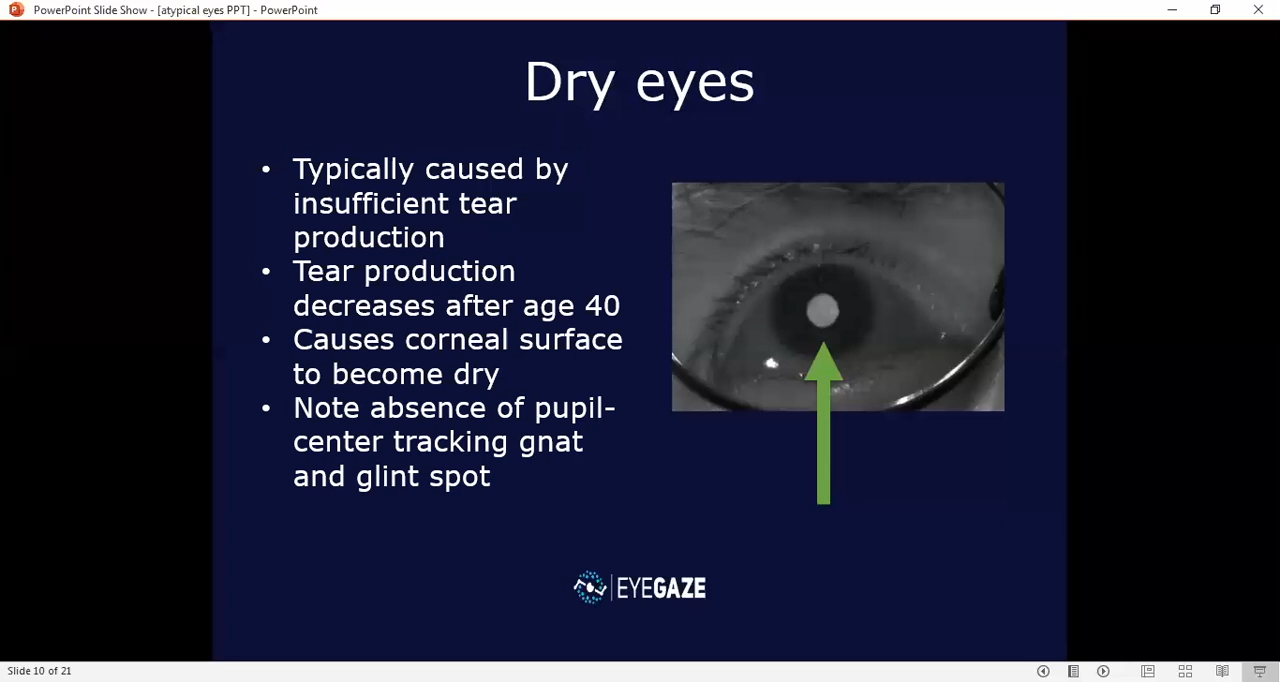 PowerPoint Slide Show - [atypical eyes PPT] - PowerPoint
Dry eyes
• Typically caused by
insufficient tear
production
• Tear production
decreases after age 40
• Causes corneal surface
to become dry
• Note absence of pupil-
center tracking gnat
and glint spot
EYEGAZE
Slide 10 of 21